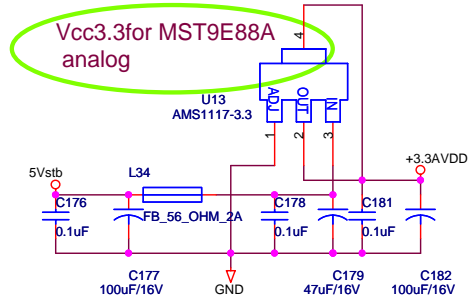 Vcc3.3for MST9E88A
analog
4
U13
AMS1117-3.3
ADJ
OUT
IN
1
2
3
5Vstb
L34
+3.3AVDD
C176
C178
C181
0.1uF
FB_56_OHM_2A
0.1uF
0.1uF
C177
C179
C182
100uF/16V
GND
47uF/16V
100uF/16V